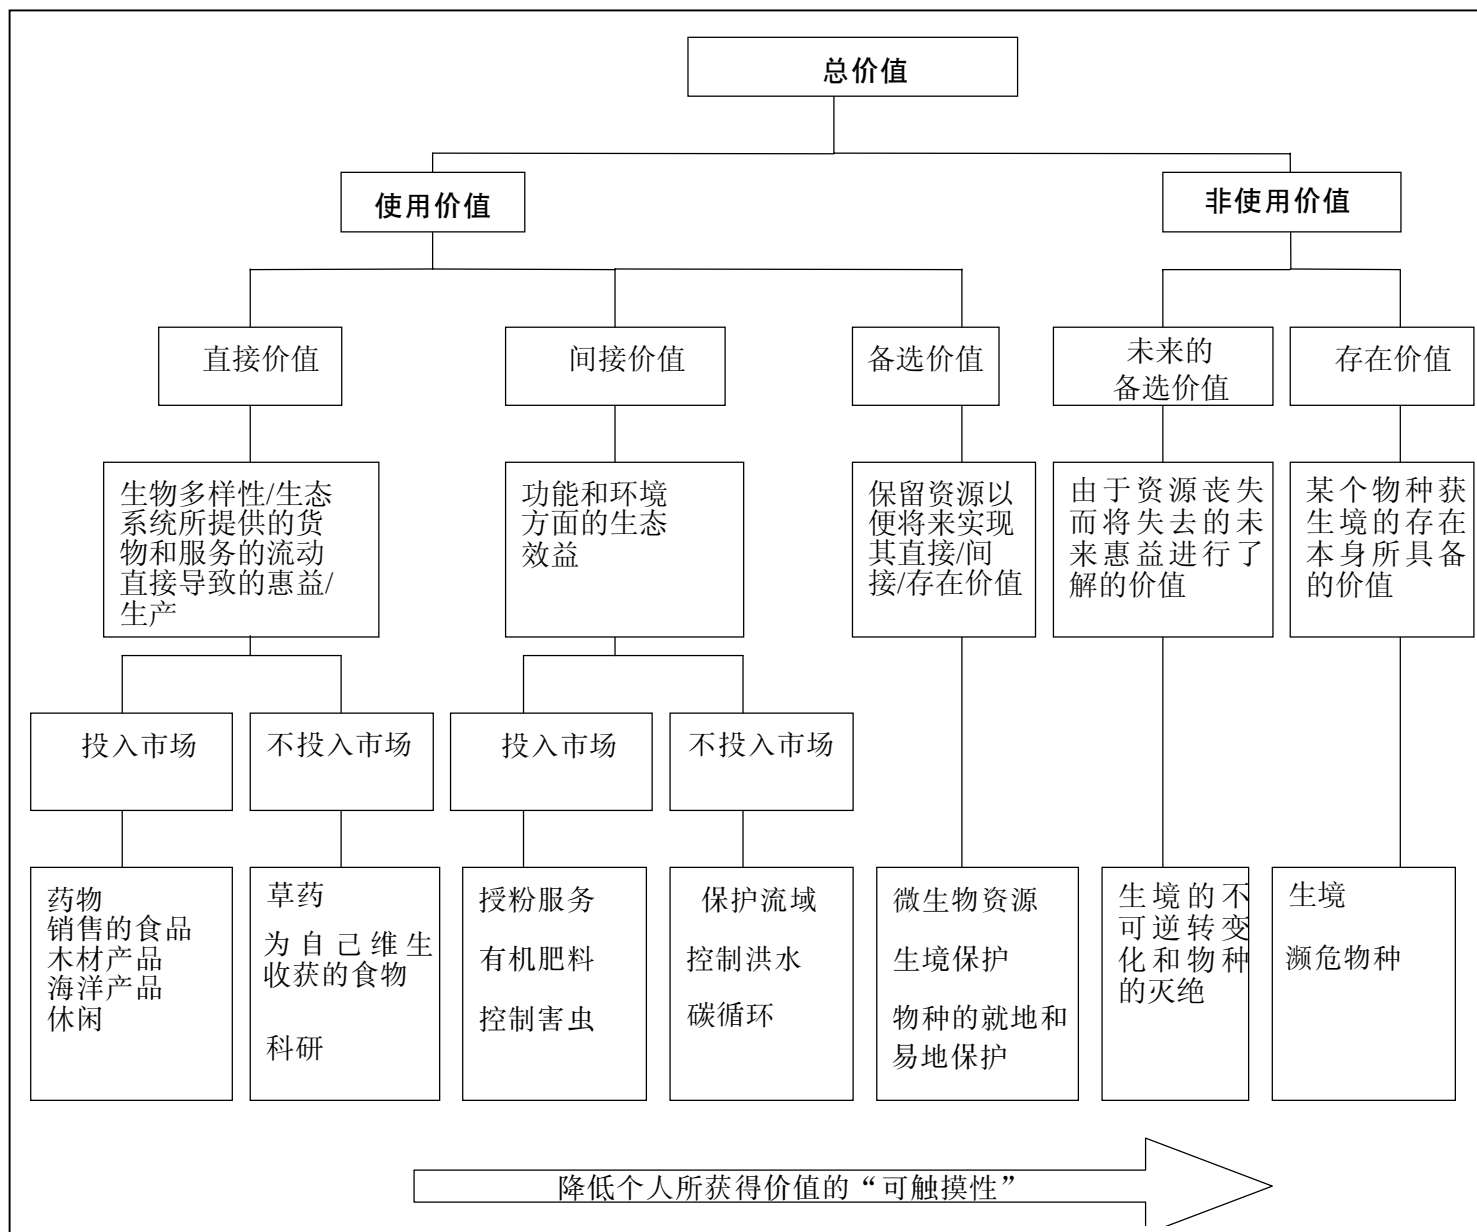 总价值
使用价值
非使用价值
直接价值
间接价值
备选价值
未来的
备选价值
存在价值
生物多样性/生态
系统所提供的货
物和服务的流动
直接导致的惠益/
生产
功能和环境
方面的生态
效益
保留资源以
便将来实现
其直接/间
接/存在价值
由于资源丧失
而将失去的未
来惠益进行了
解的价值
某个物种获
生境的存在
本身所具备
的价值
投入市场
不投入市场
投入市场
不投入市场
药物
销售的食品
木材产品
海洋产品
休闲
草药
为自己维生
收获的食物
科研
授粉服务
有机肥料
控制害虫
保护流域
控制洪水
碳循环
微生物资源
生境保护
物种的就地和
易地保护
生境的不
可逆转变
化和物种
的灭绝
生境
濒危物种
降低个人所获得价值的“可触摸性”